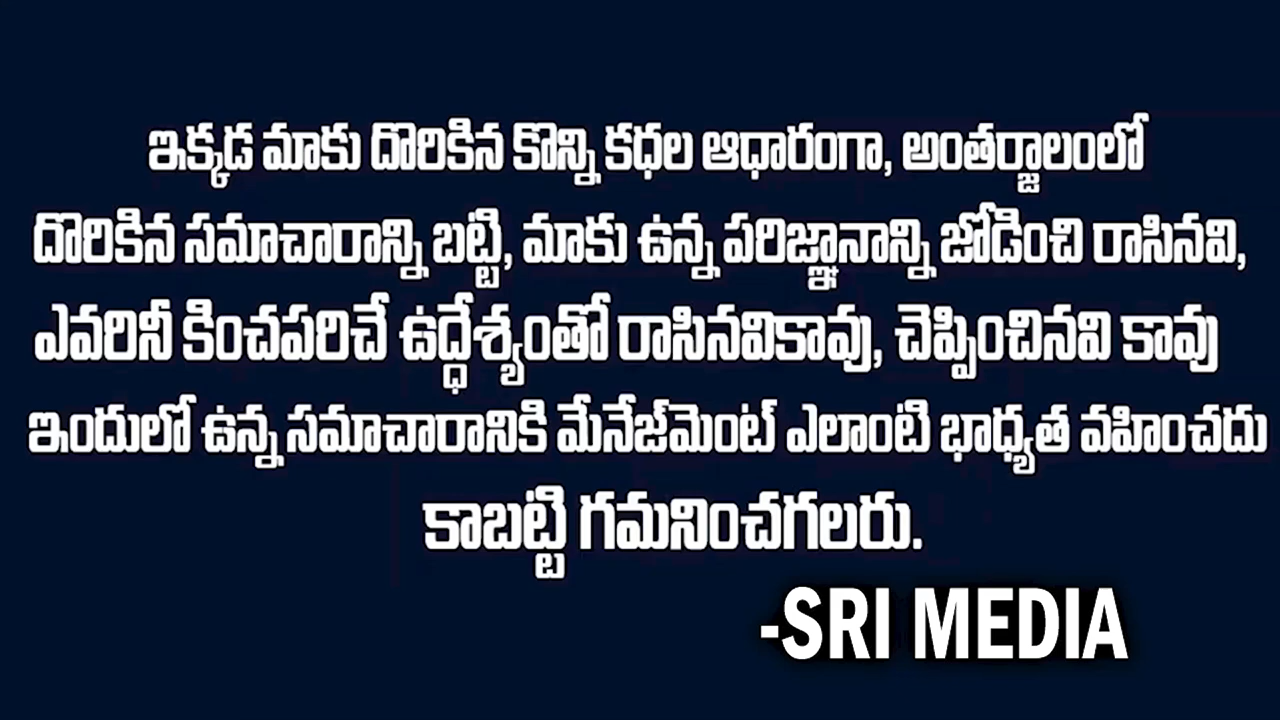 ఇక్కడ మాకు దొరికిన కొన్ని కధల ఆధారంగా, అంతర్జాలంలో
దొరికిన సమాచారాన్ని బట్టి, మాకు ఉన్న పరిజ్ఞానాన్ని జోడించి రాసినవి,
ఎవరినీ కించపరిచే ఉద్ధేశ్యంతో రాసినవికావు, చెప్పించినవి కావు
ఇందులో ఉన్న సమాచారానికి మేనేజ్‌మెంట్ ఎలాంటి భాధ్యత వహించదు
కాబట్టి గమనించగలరు.
-SRI MEDIA